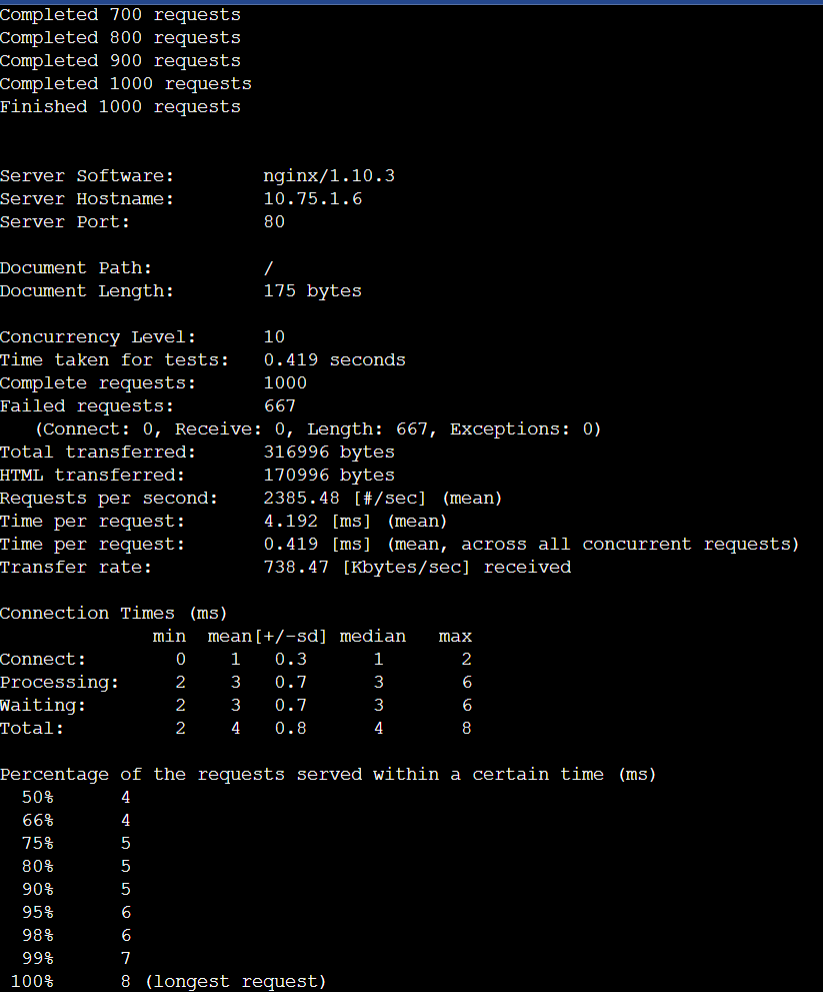 Completed 700 requests
Completed 800 requests
Completed 900 requests
Completed 1000 requests
Finished 1000 requests
Server Software: nginx/1.10.3
Server Hostname: 10.75.1.6
Server Port: 80
Document Path: /
Document Length: 175 bytes
Concurrency Level: 10
Time taken for tests: 0.419 seconds
Complete requests: 1000
Failed requests: 667
(Connect: 0, Receive: 0, Length: 667, Exceptions: 0)
Total transferred: 316996 bytes
HTML transferred: 170996 bytes
Requests per second: 2385.48 [#/sec] (mean)
Time per request: 4.192 [ms] (mean)
Time per request: 0.419 [ms] (mean, across all concurrent requests)
Transfer rate: 738.47 [Kbytes/sec] received
Connection Times (ms)
min mean[+/-sd] median max
Connect: 0 1 0.3 1 2
Processing: 2 3 0.7 3 6
Waiting: 2 3 0.7 3 6
Total: 2 4 0.8 4 8
Percentage of the requests served within a certain time (ms)
50% 4
66% 4
75% 5
80% 5
90% 5
95% 6
98% 6
99% 7
100% 8 (longest request)